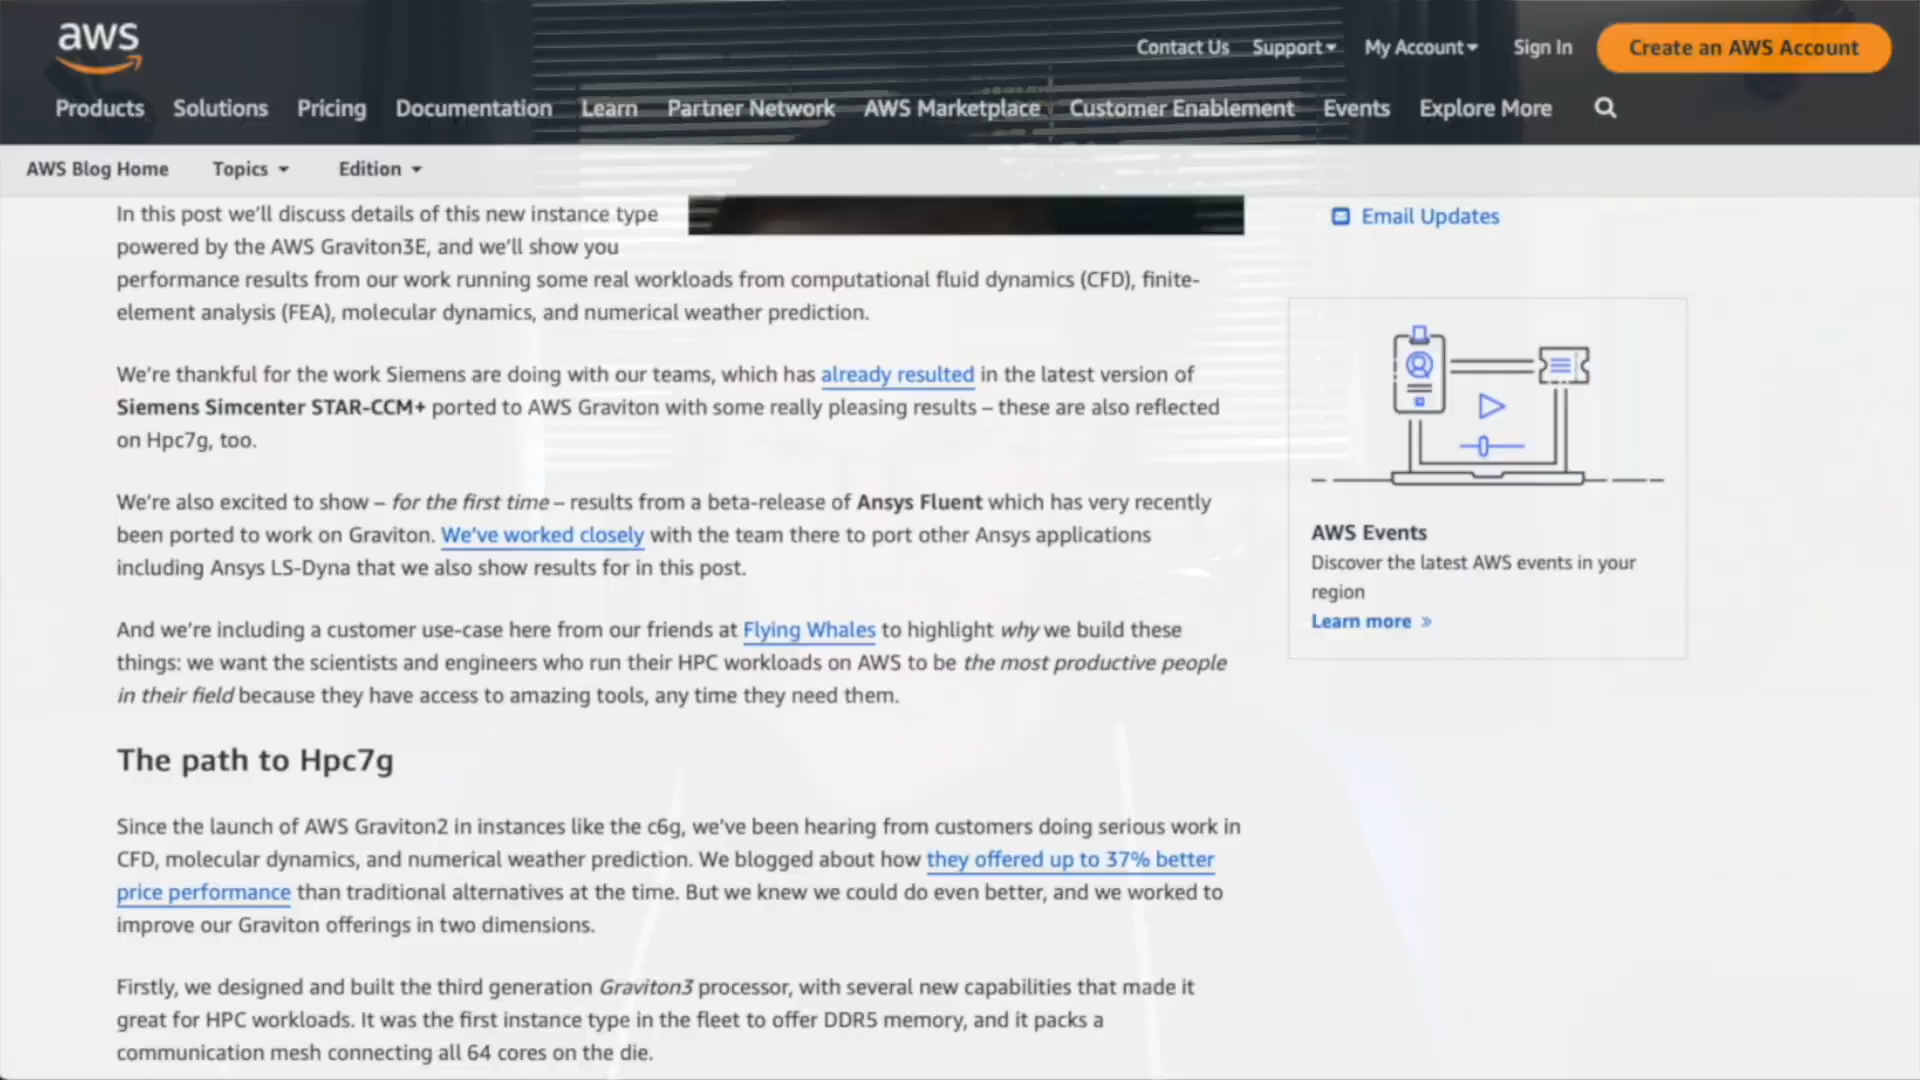 aws
Contact Us Support My Account Sign In Create an AWS Account
Products Solutions Pricing Documentation Learn Partner Network AWS Marketplace Customer Enablement Events Explore More
AWS Blog Home Topics Edition
In this post we'll discuss details of this new instance type
powered by the AWS Graviton3E, and we'll show you
performance results from our work running some real workloads from computational fluid dynamics (CFD), finite-
element analysis (FEA), molecular dynamics, and numerical weather prediction.
We're thankful for the work Siemens are doing with our teams, which has already resulted in the latest version of
Siemens Simcenter STAR-CCM+ ported to AWS Graviton with some really pleasing results – these are also reflected
on Hpc7g, too.
We're also excited to show – for the first time – results from a beta-release of Ansys Fluent which has very recently
been ported to work on Graviton. We've worked closely with the team there to port other Ansys applications
including Ansys LS-Dyna that we also show results for in this post.
And we're including a customer use-case here from our friends at Flying Whales to highlight why we build these
things: we want the scientists and engineers who run their HPC workloads on AWS to be the most productive people
in their field because they have access to amazing tools, any time they need them.
The path to Hpc7g
Since the launch of AWS Graviton2 in instances like the c6g, we've been hearing from customers doing serious work in
CFD, molecular dynamics, and numerical weather prediction. We blogged about how they offered up to 37% better
price performance than traditional alternatives at the time. But we knew we could do even better, and we worked to
improve our Graviton offerings in two dimensions.
Firstly, we designed and built the third generation Graviton3 processor, with several new capabilities that made it
great for HPC workloads. It was the first instance type in the fleet to offer DDR5 memory, and it packs a
communication mesh connecting all 64 cores on the die.
Email Updates
AWS Events
Discover the latest AWS events in your
region
Learn more »